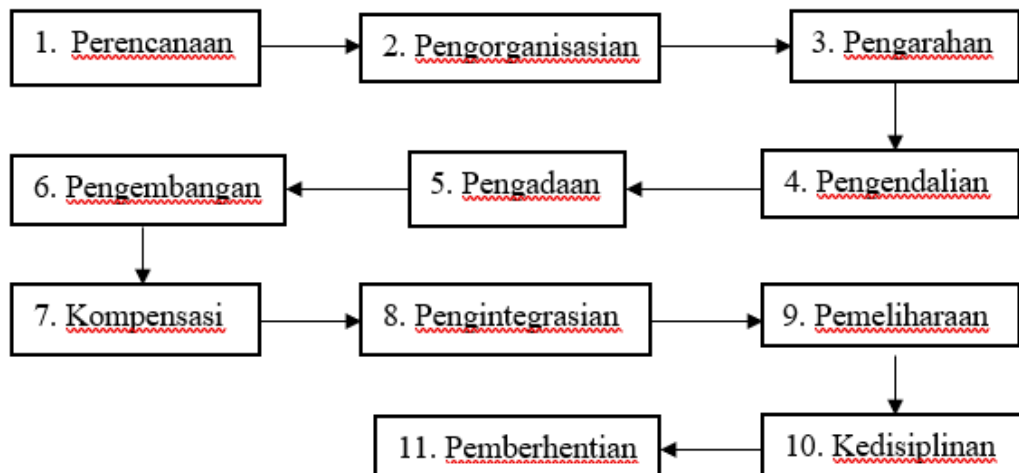 1. Perencanaan
2. Pengorganisasian
3. Pengarahan
4. Pengendalian
5. Pengadaan
6. Pengembangan
7. Kompensasi
8. Pengintegrasian
9. Pemeliharaan
10. Kedisiplinan
11. Pemberhentian